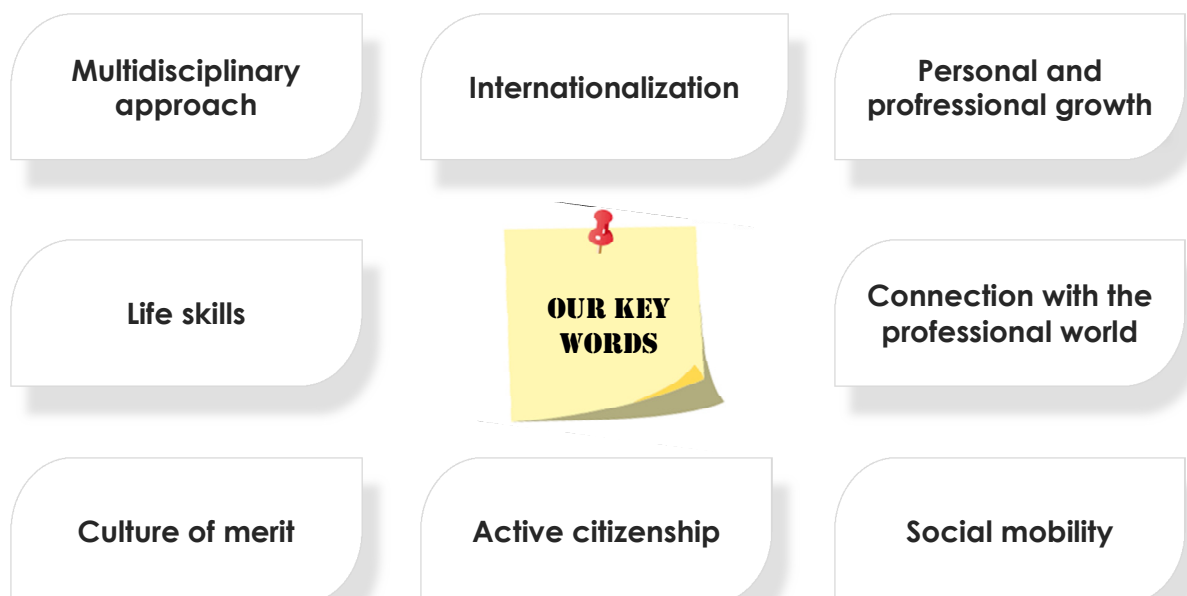 Multidisciplinary
approach
Internationalization
Personal and
profressional growth
Life skills
OUR KEY
WORDS
Connection with the
professional world
Culture of merit
Active citizenship
Social mobility